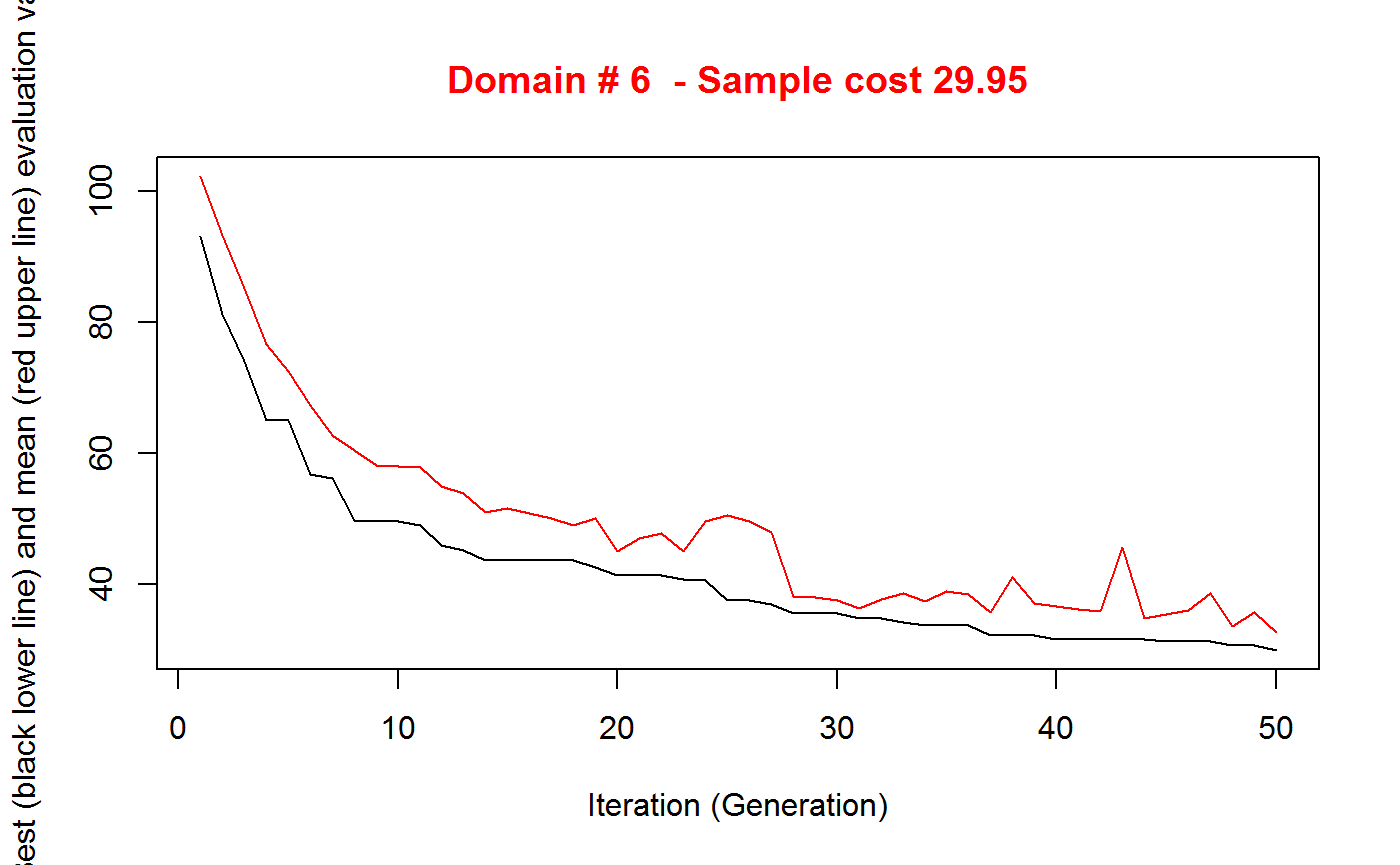 Domain # 6  - Sample cost 29.95
est (black lower line) and mean (red upper line) evaluation va
100
80
60
40
0 10 20 30 40 50
Iteration (Generation)